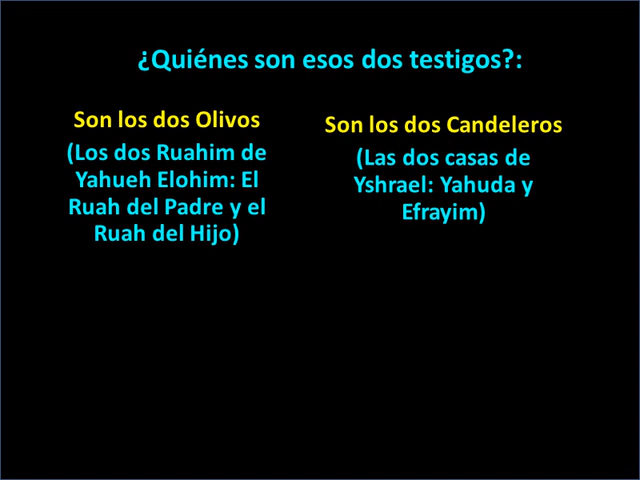 ¿Quiénes son esos dos testigos?:
Son los dos Olivos
(Los dos Ruahim de
Yahueh Elohim: El
Ruah del Padre y el
Ruah del Hijo)
Son los dos Candeleros
(Las dos casas de
Yshrael: Yahuda y
Efrayim)